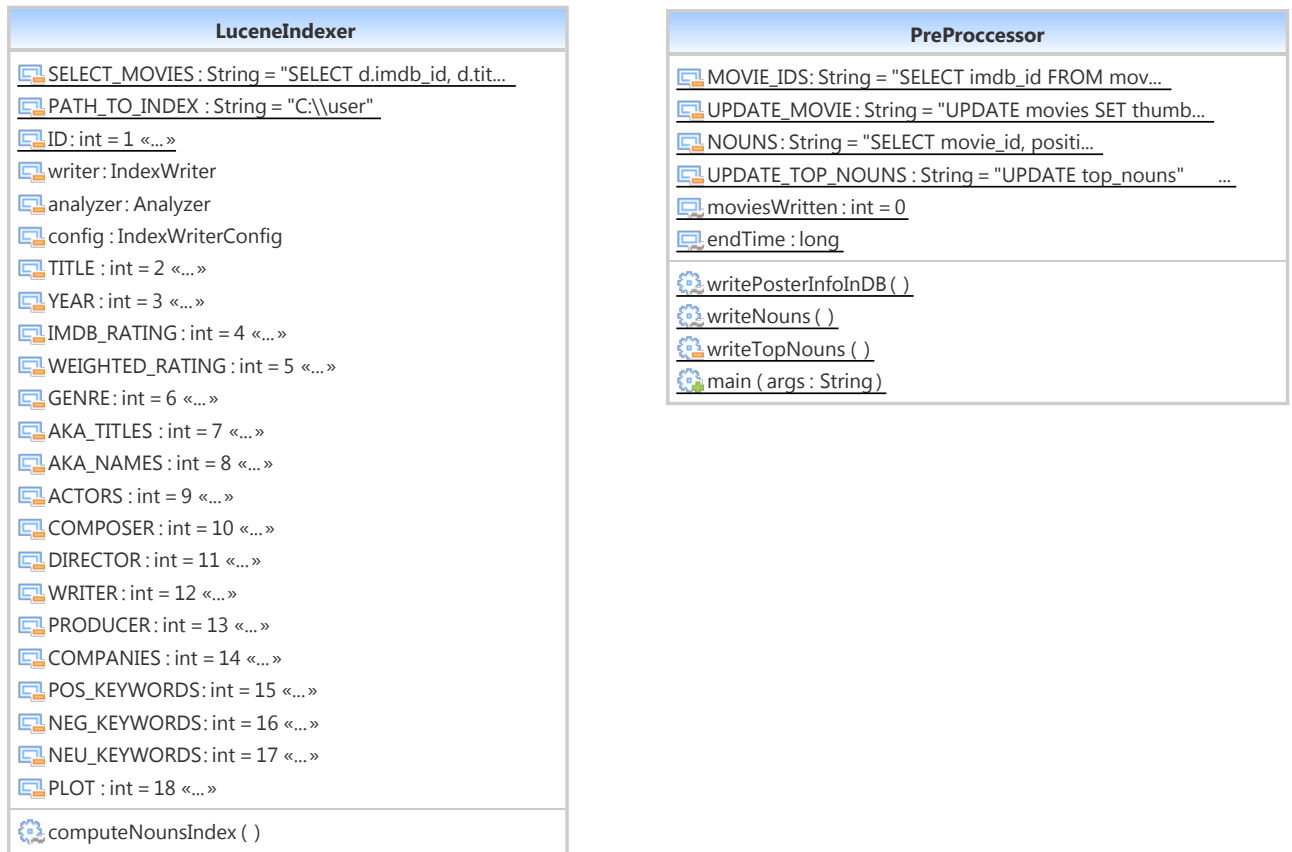 LuceneIndexer
SELECT_MOVIES : String = "SELECT d.imdb_id, d.tit...
PATH_TO_INDEX : String = "C:\\user"
ID : int = 1 «...»
writer : IndexWriter
analyzer : Analyzer
config : IndexWriterConfig
TITLE : int = 2 «...»
YEAR : int = 3 «...»
IMDB_RATING : int = 4 «...»
WEIGHTED_RATING : int = 5 «...»
GENRE : int = 6 «...»
AKA_TITLES : int = 7 «...»
AKA_NAMES : int = 8 «...»
ACTORS : int = 9 «...»
COMPOSER : int = 10 «...»
DIRECTOR : int = 11 «...»
WRITER : int = 12 «...»
PRODUCER : int = 13 «...»
COMPANIES : int = 14 «...»
POS_KEYWORDS : int = 15 «...»
NEG_KEYWORDS : int = 16 «...»
NEU_KEYWORDS : int = 17 «...»
PLOT : int = 18 «...»
computeNounsIndex ( )
PreProccessor
MOVIE_IDS: String = "SELECT imdb_id FROM mov...
UPDATE_MOVIE : String = "UPDATE movies SET thumb...
NOUNS : String = "SELECT movie_id, positi...
UPDATE_TOP_NOUNS : String = "UPDATE top_nouns" ...
moviesWritten : int = 0
endTime : long
writePosterInfoInDB ( )
writeNouns ( )
writeTopNouns ( )
main ( args : String )